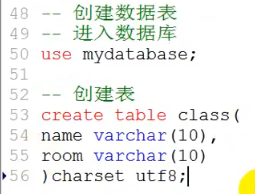 48 -- 创建数据表
49 -- 进入数据库
50 use mydatabase;
51
52 -- 创建表
53 create table class(
54 name varchar(10),
55 room varchar(10)
56 )charset utf8;